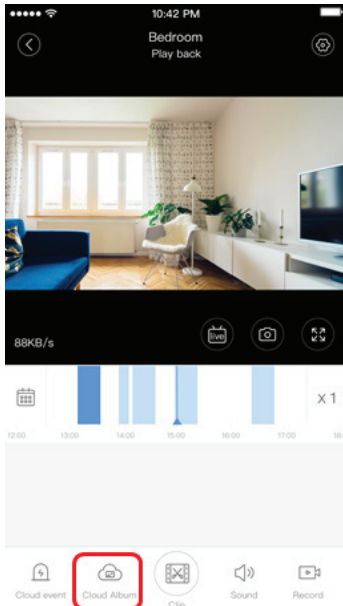 10:42 PM
Bedroom
Play back
88KB/s
live
X 1
12:00 13:00 14:00 15:00 16:00 17:00 18:
Cloud event Cloud Album Clip Sound Record